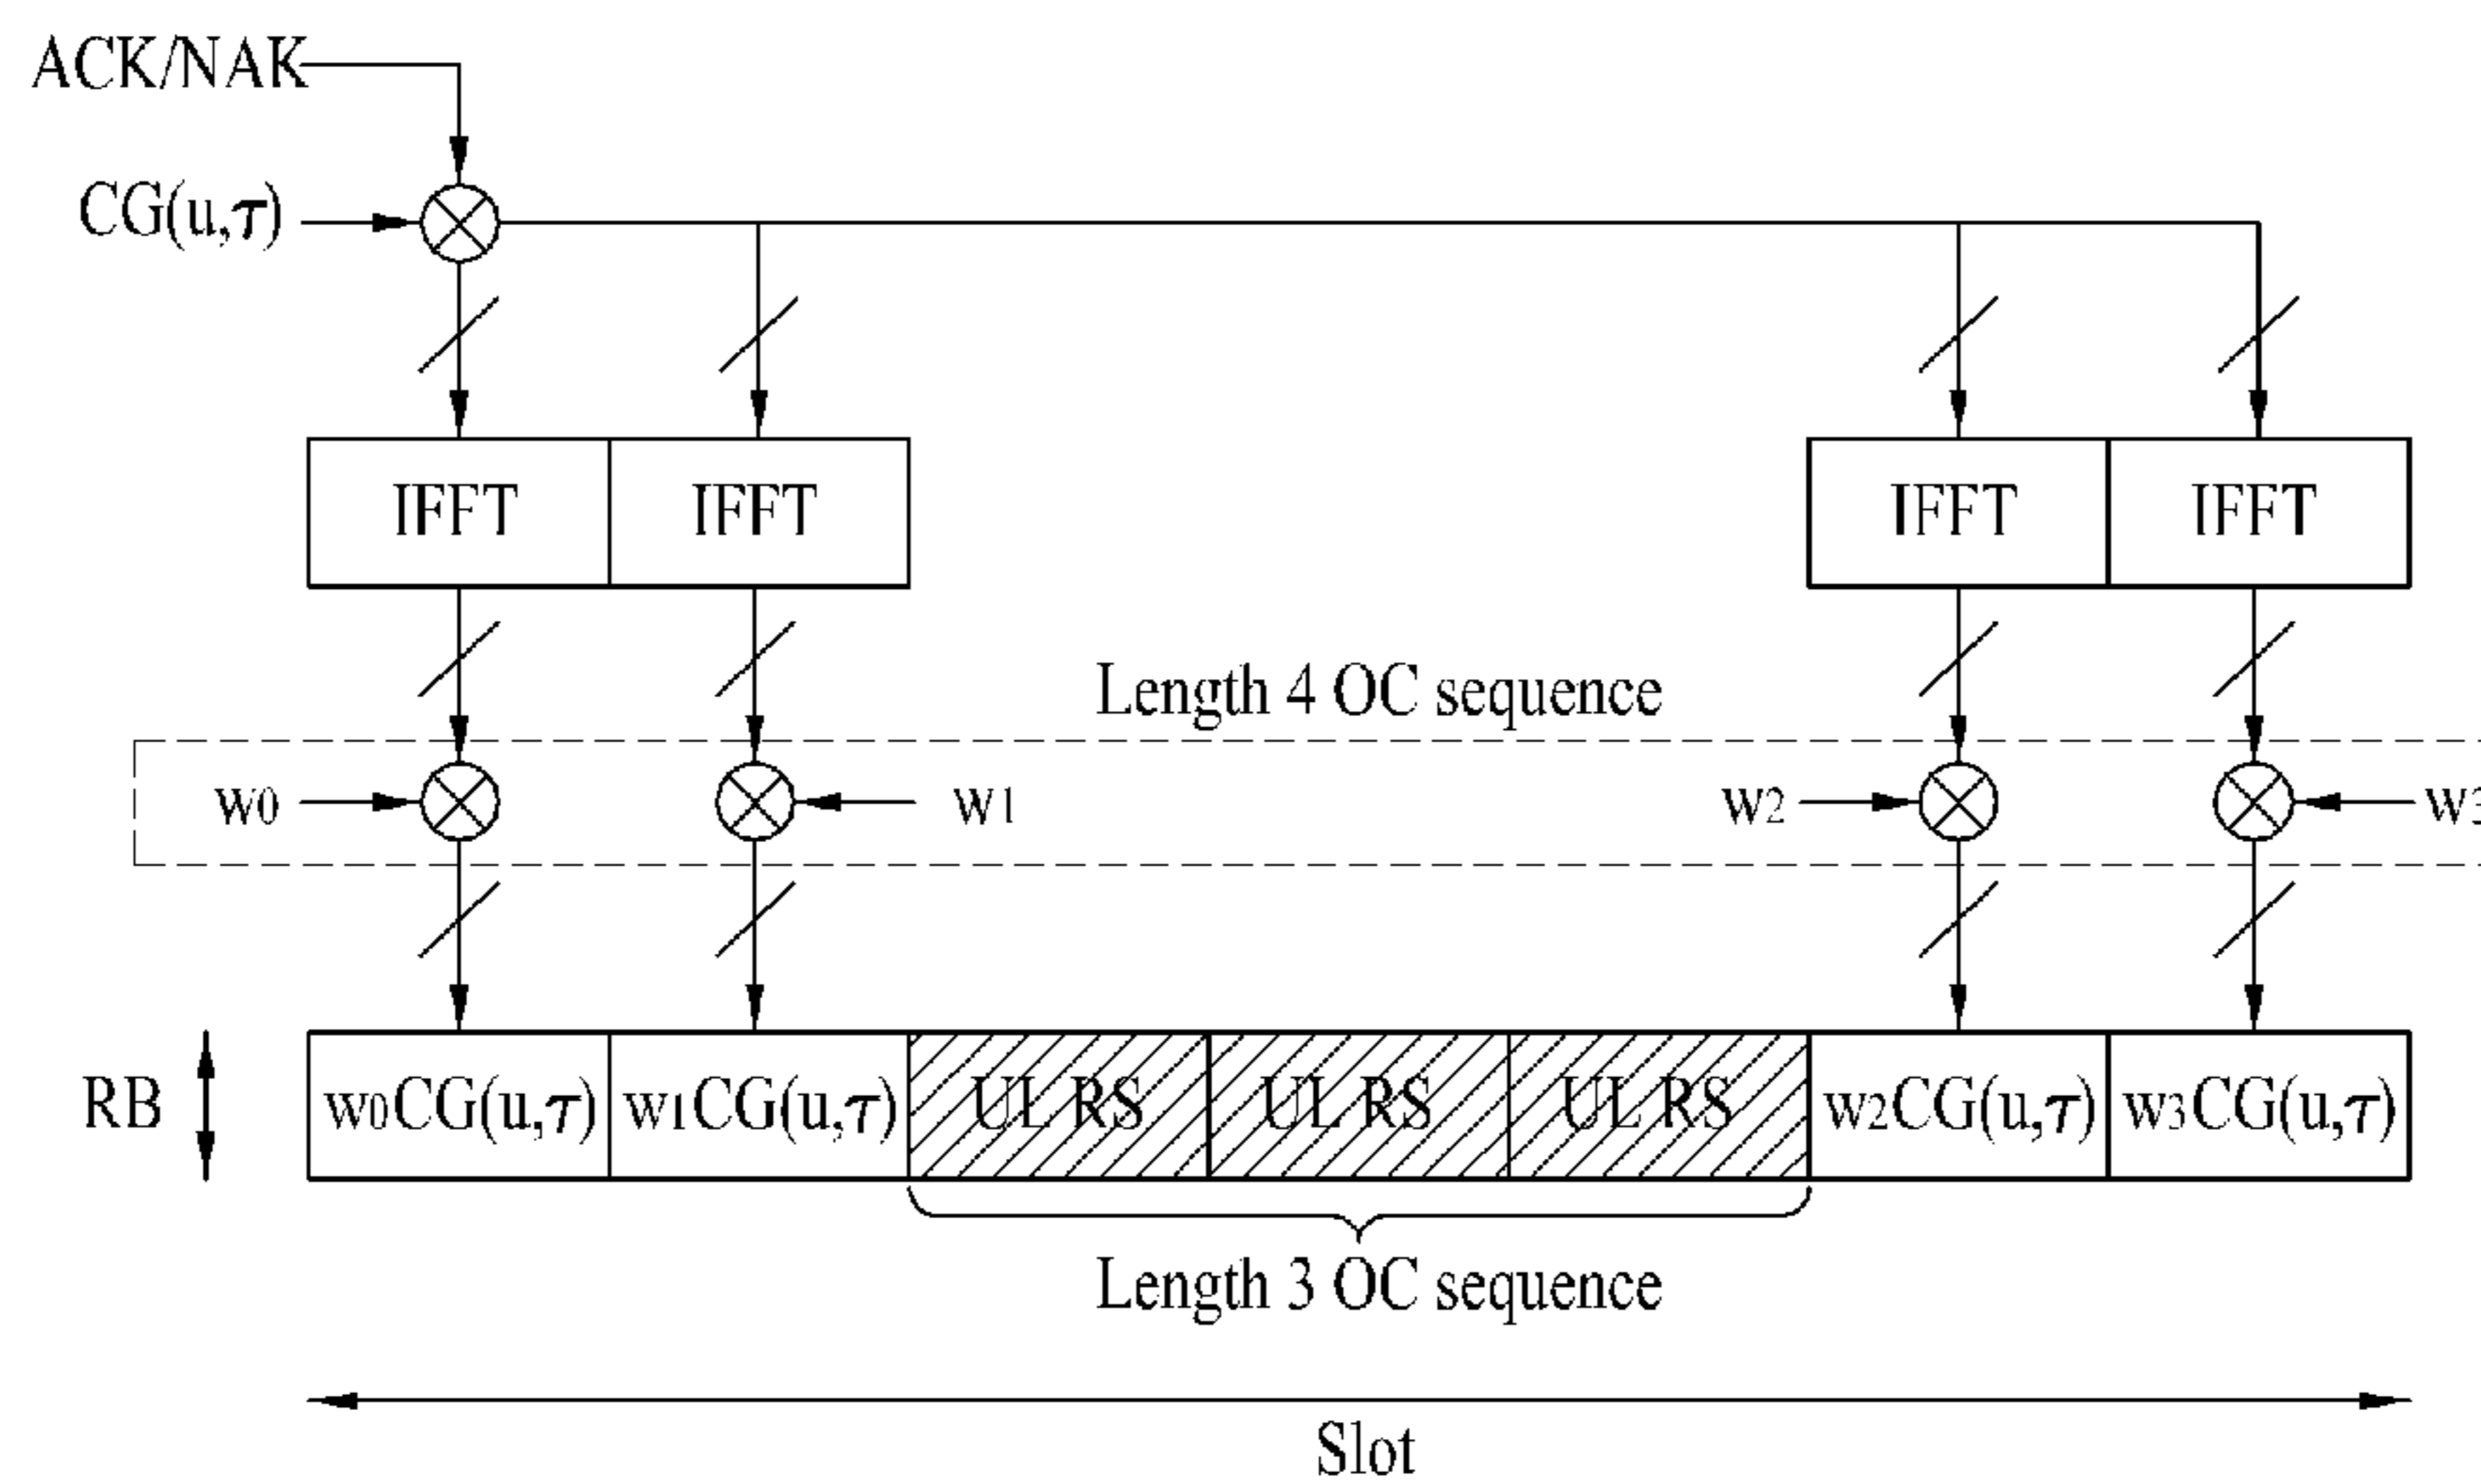 ACK/NAK
CG(u,τ)
IFFT IFFT IFFT IFFT
Length 4 OC sequence
w0 w1 w2 w3
RB w0CG(u,τ) w1CG(u,τ) UL RS UL RS UL RS w2CG(u,τ) w3CG(u,τ)
Length 3 OC sequence
Slot